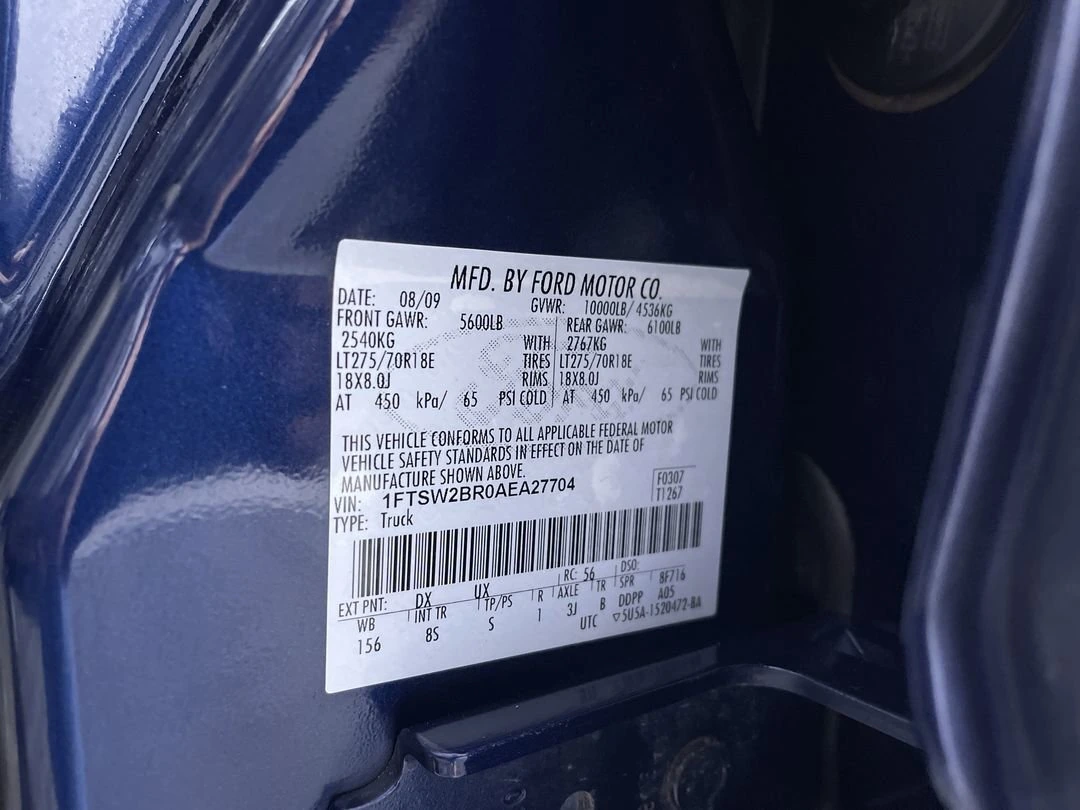 MFD. BY FORD MOTOR CO.
DATE: 08/09 GVWR: 10000LB/ 4536KG
FRONT GAWR: 5600LB REAR GAWR: 6100LB
2540KG WITH 2767KG WITH
LT275/70R18E TIRES LT275/70R18E TIRES
18X8.0J RIMS 18X8.0J RIMS
AT 450 kPa/ 65 PSI COLD AT 450 kPa/ 65 PSI COLD
THIS VEHICLE CONFORMS TO ALL APPLICABLE FEDERAL MOTOR
VEHICLE SAFETY STANDARDS IN EFFECT ON THE DATE OF
MANUFACTURE SHOWN ABOVE.
F0307
VIN: 1FTSW2BR0AEA27704
T1267
TYPE: Truck
EXT PNT: DX UX RC: 56 DSO:
WB INT TR TP/PS R AXLE TR SPR 8F716
156 8S S 1 3J B DDPP A05
UTC ▽5U5A-1520472-BA